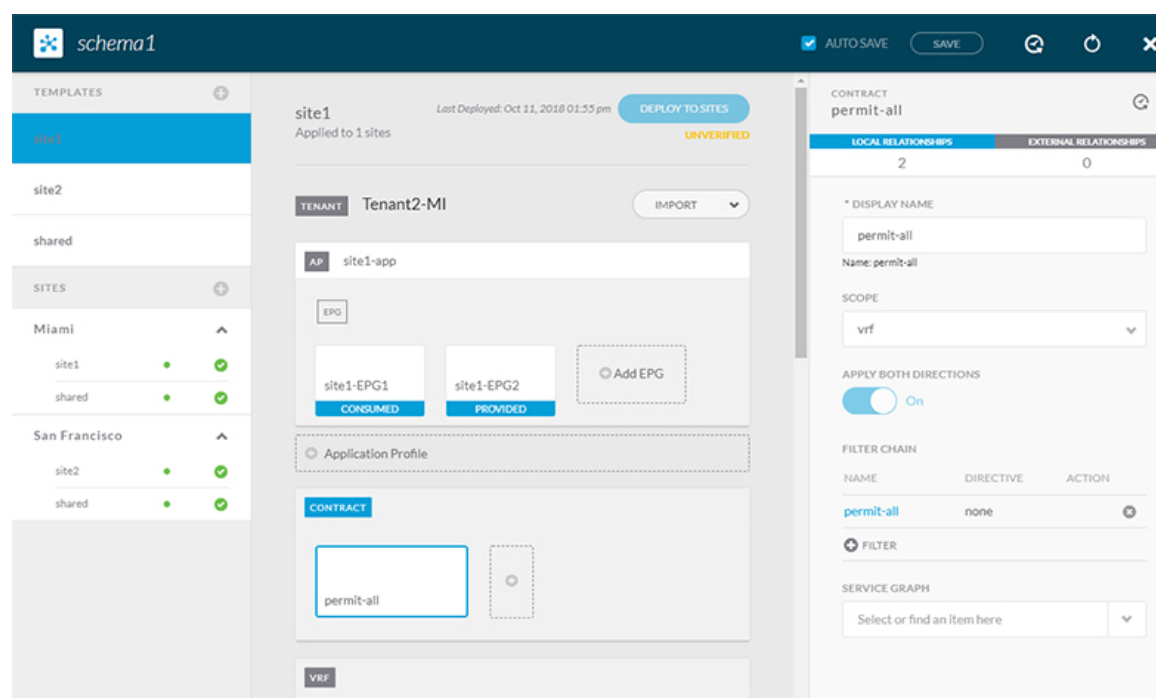 schema1
AUTO SAVE
SAVE
TEMPLATES
site1
site2
shared
SITES
Miami
site1
shared
San Francisco
site2
shared
site1
Last Deployed: Oct 11, 2018 01:55 pm
DEPLOY TO SITES
Applied to 1 sites
UNVERIFIED
TENANT Tenant2-MI
IMPORT
AP site1-app
EPG
site1-EPG1
CONSUMED
site1-EPG2
PROVIDED
Add EPG
Application Profile
CONTRACT
permit-all
VRF
CONTRACT
permit-all
LOCAL RELATIONSHIPS EXTERNAL RELATIONSHIPS
2 0
* DISPLAY NAME
permit-all
Name: permit-all
SCOPE
vrf
APPLY BOTH DIRECTIONS
On
FILTER CHAIN
NAME DIRECTIVE ACTION
permit-all none
FILTER
SERVICE GRAPH
Select or find an item here